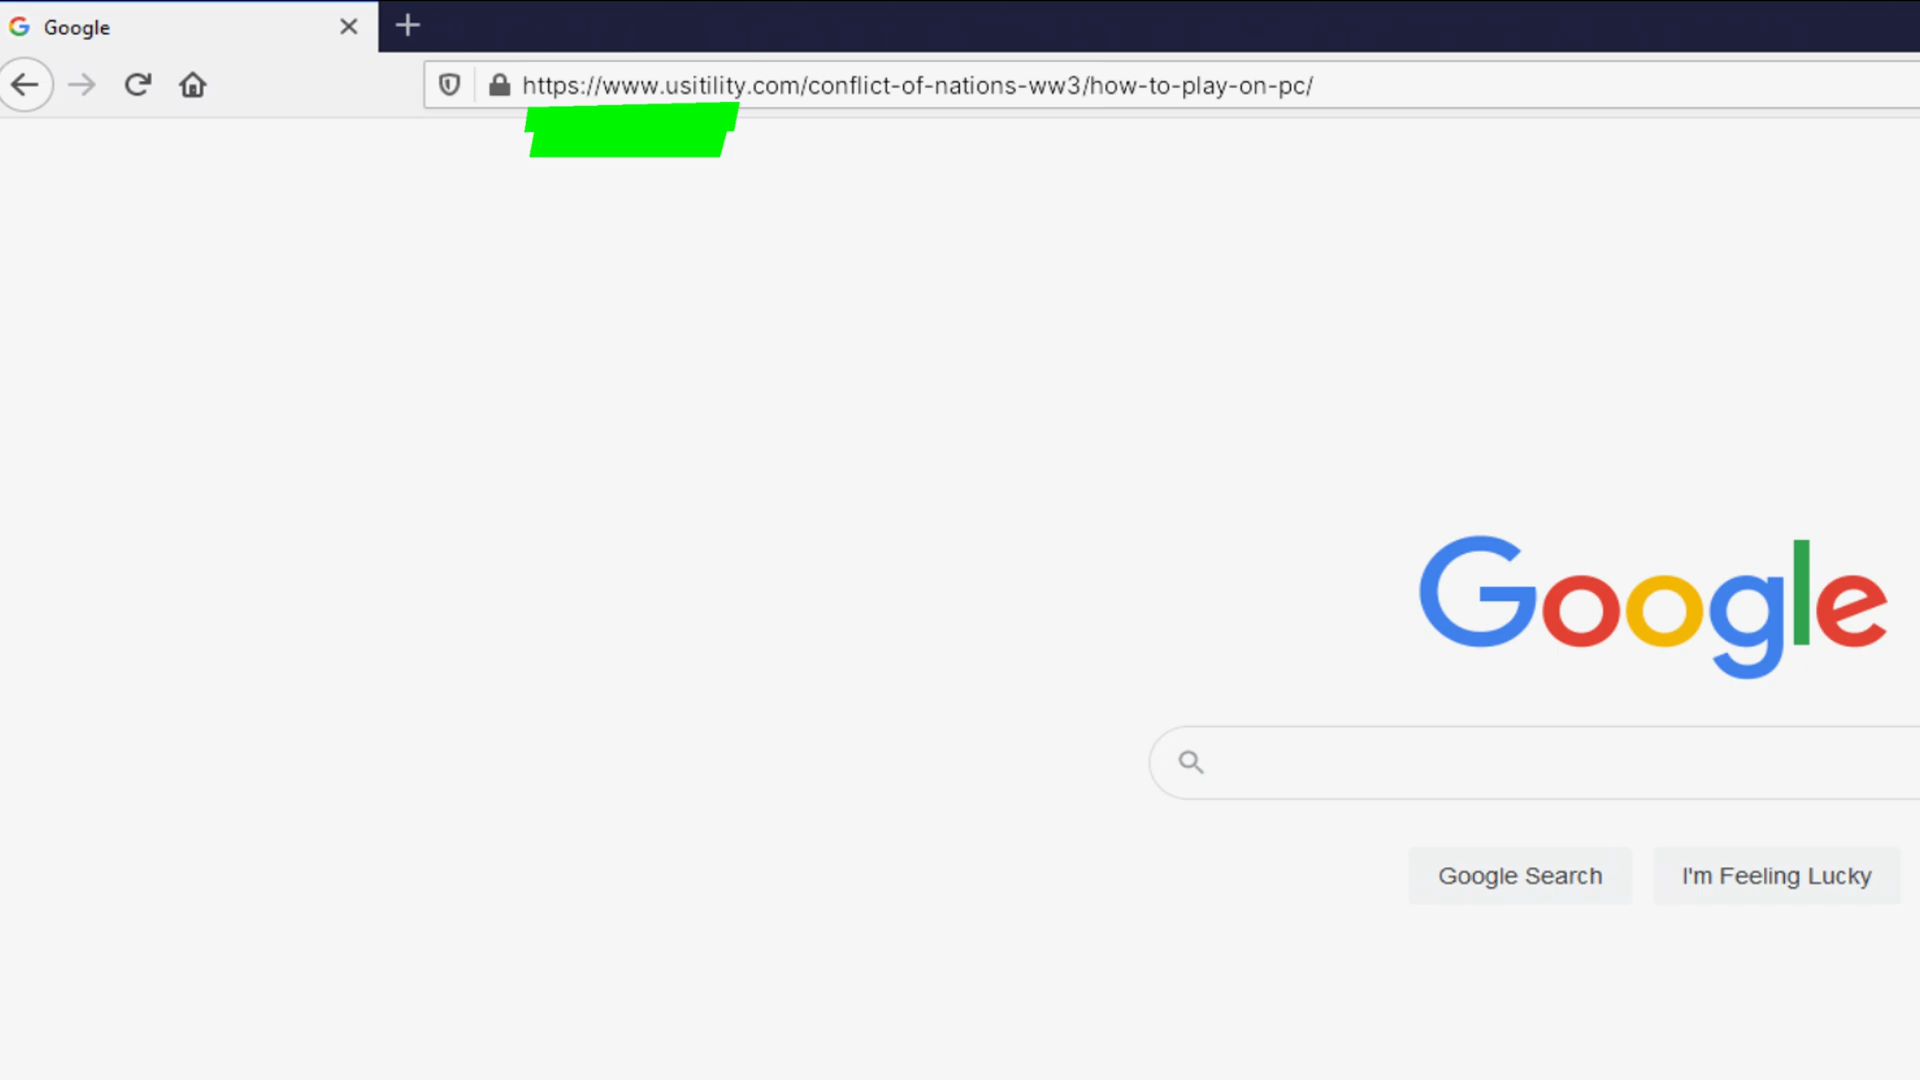 Google
https://www.usitility.com/conflict-of-nations-ww3/how-to-play-on-pc/
Google
Google Search
I'm Feeling Lucky